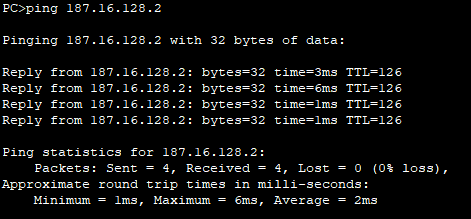 PC>ping 187.16.128.2
Pinging 187.16.128.2 with 32 bytes of data:
Reply from 187.16.128.2: bytes=32 time=3ms TTL=126
Reply from 187.16.128.2: bytes=32 time=6ms TTL=126
Reply from 187.16.128.2: bytes=32 time=1ms TTL=126
Reply from 187.16.128.2: bytes=32 time=1ms TTL=126
Ping statistics for 187.16.128.2:
Packets: Sent = 4, Received = 4, Lost = 0 (0% loss),
Approximate round trip times in milli-seconds:
Minimum = 1ms, Maximum = 6ms, Average = 2ms